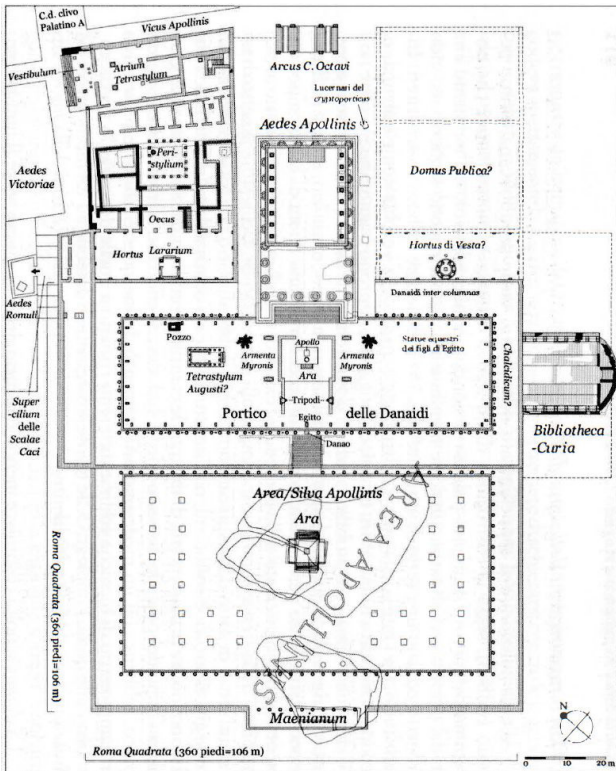 C.d. clivo
Palatino A
Vicus Apollinis
Vestibulum
Atrium
Tetrastylum
Arcus C. Octavi
Lucernari del
cryptoporticus
Aedes Apollinis
Aedes
Victoriae
Peri-
stylium
Domus Publica?
Oecus
Hortus
Lararium
Hortus di Vesta?
Aedes
Romuli
Danaidi inter columnas
Pozzo
Armenta
Myronis
Apollo
Ara
Armenta
Myronis
Statue equestri
dei figli di Egitto
Tetrastylum
Augusti?
Chalcidicum?
Tripodi
Egitto
Portico delle Danaidi
Danao
Super
-cilium
delle
Scalae
Caci
Bibliotheca
-Curia
Area/Silva Apollinis
Ara
AREA APOLLINIS
Maenianum
Roma Quadrata (360 piedi=106 m)
Roma Quadrata (360 piedi=106 m)
N
0 10 20 m